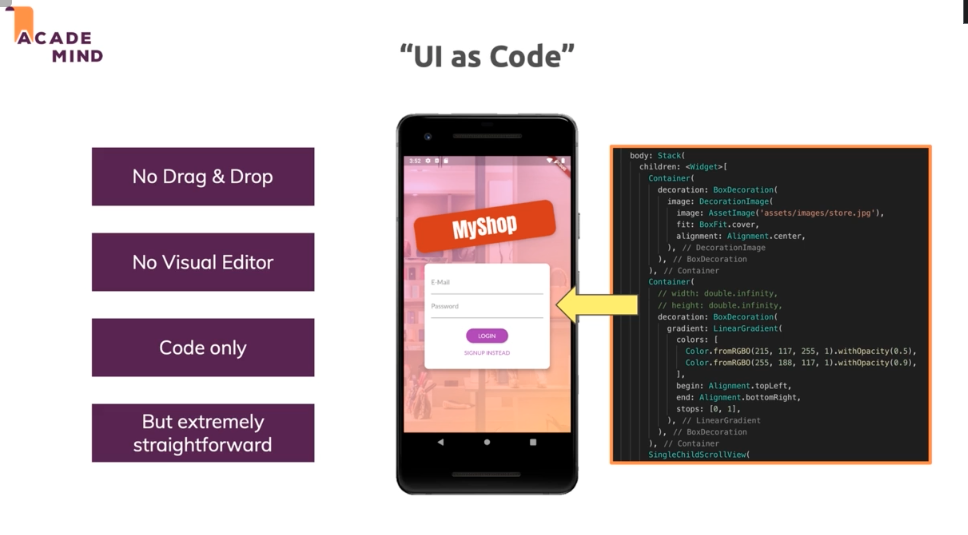 ACADE
MIND
“UI as Code”
No Drag & Drop
No Visual Editor
Code only
But extremely
straightforward
3:52
MyShop
E-Mail
Password
LOGIN
SIGNUP INSTEAD
body: Stack(
children: <Widget>[
Container(
decoration: BoxDecoration(
image: DecorationImage(
image: AssetImage('assets/images/store.jpg'),
fit: BoxFit.cover,
alignment: Alignment.center,
), // DecorationImage
), // BoxDecoration
), // Container
Container(
// width: double.infinity,
// height: double.infinity,
decoration: BoxDecoration(
gradient: LinearGradient(
colors: [
Color.fromRGBO(215, 117, 255, 1).withOpacity(0.5),
Color.fromRGBO(255, 188, 117, 1).withOpacity(0.9),
],
begin: Alignment.topLeft,
end: Alignment.bottomRight,
stops: [0, 1],
), // LinearGradient
), // BoxDecoration
), // Container
SingleChildScrollView(